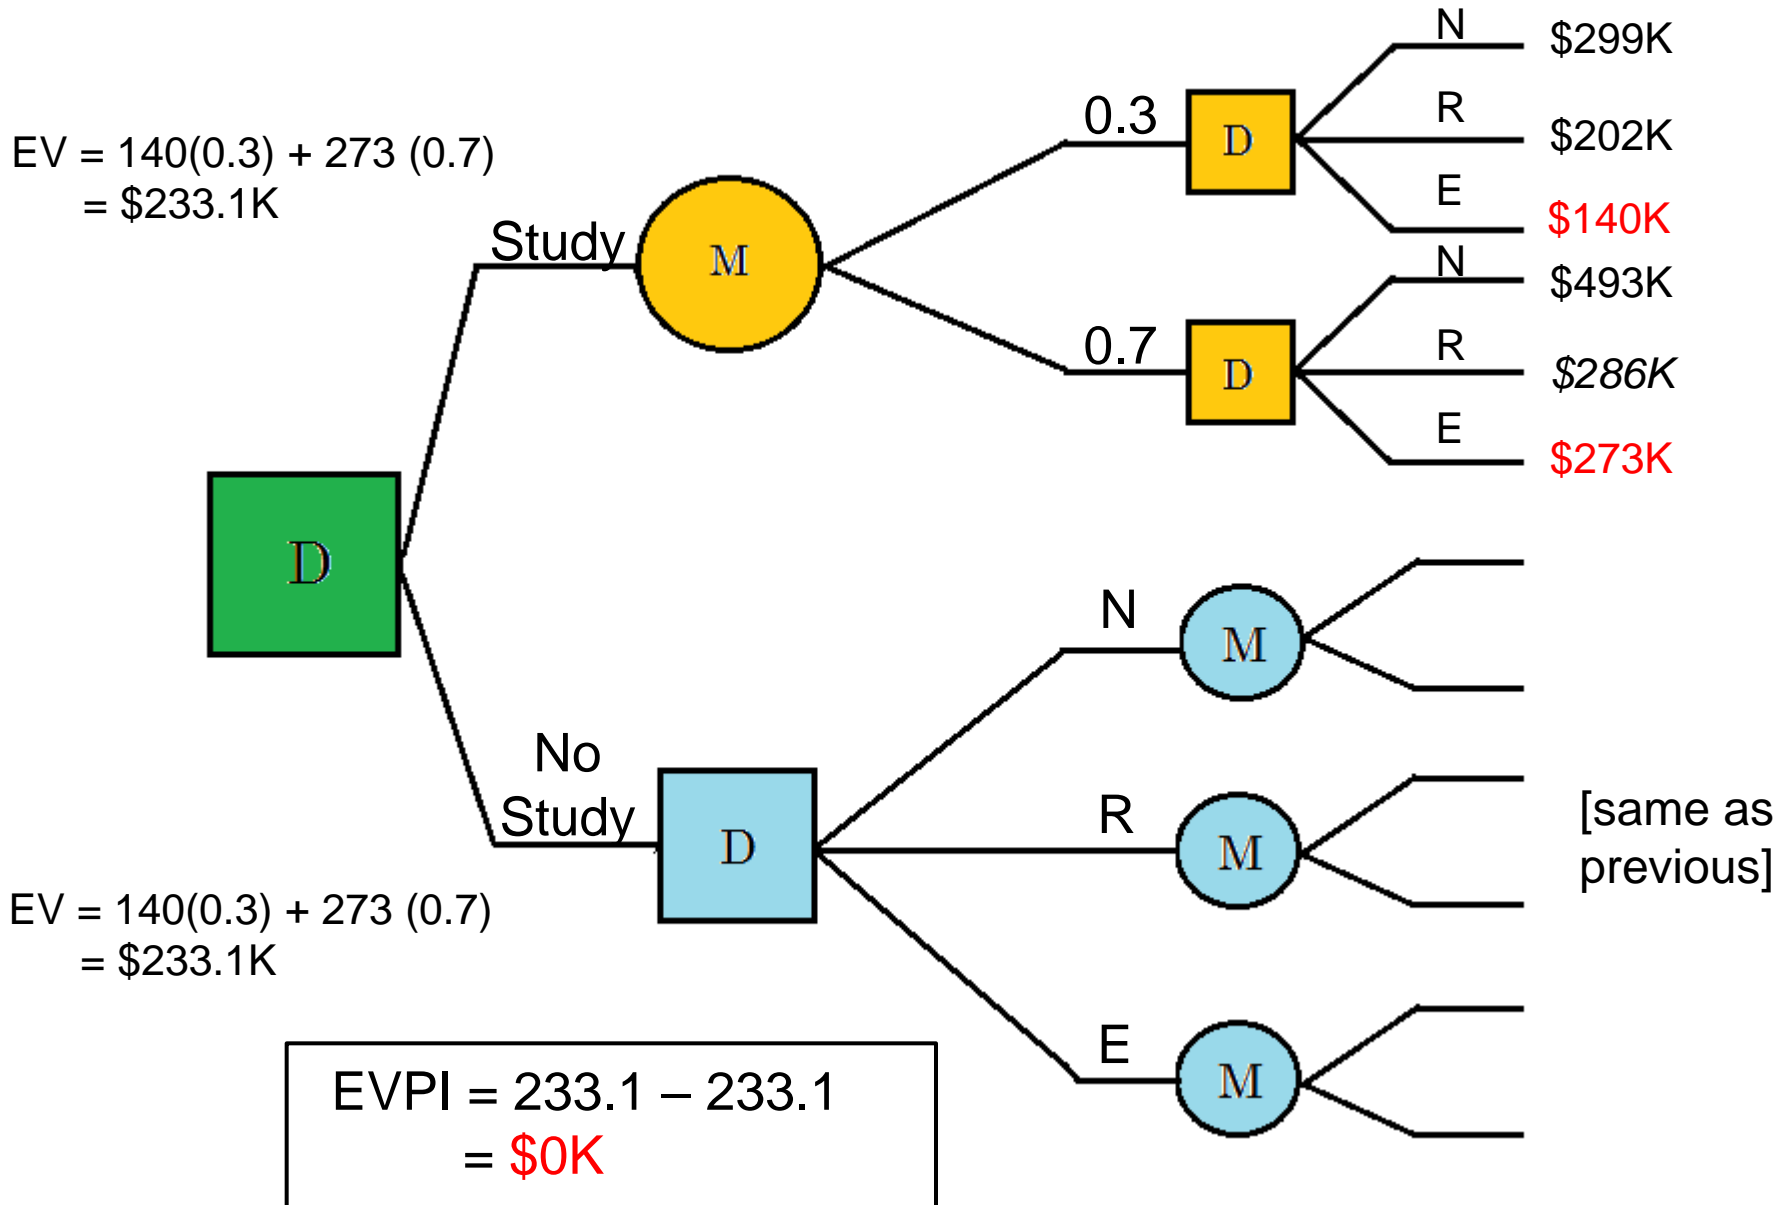 N
$299K
0.3
D
R
$202K
EV = 140(0.3) + 273 (0.7)
= $233.1K
E
$140K
Study
M
N
$493K
0.7
D
R
$286K
E
$273K
D
N
M
No
Study
D
R
M
[same as
previous]
EV = 140(0.3) + 273 (0.7)
= $233.1K
E
M
EVPI = 233.1 – 233.1
= $0K